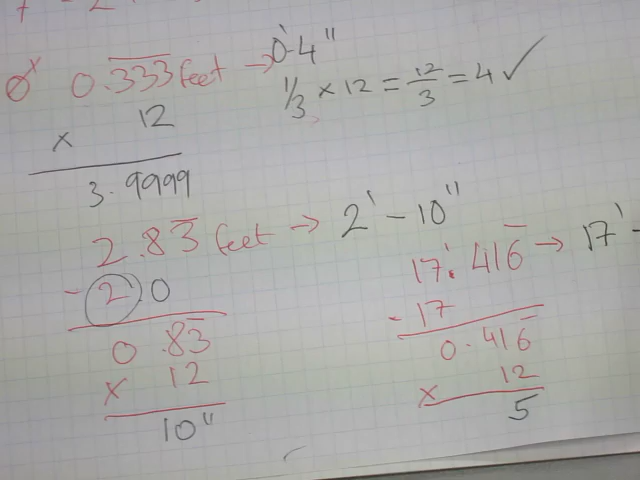 0.333 feet → 0' 4"
× 12
3.9999
1/3 × 12 = 12/3 = 4 ✓
2.83̅ feet → 2' - 10"
- 2.0
0.83̅
× 12
10"
17.416̅ → 17' -
- 17
0.416̅
× 12
5